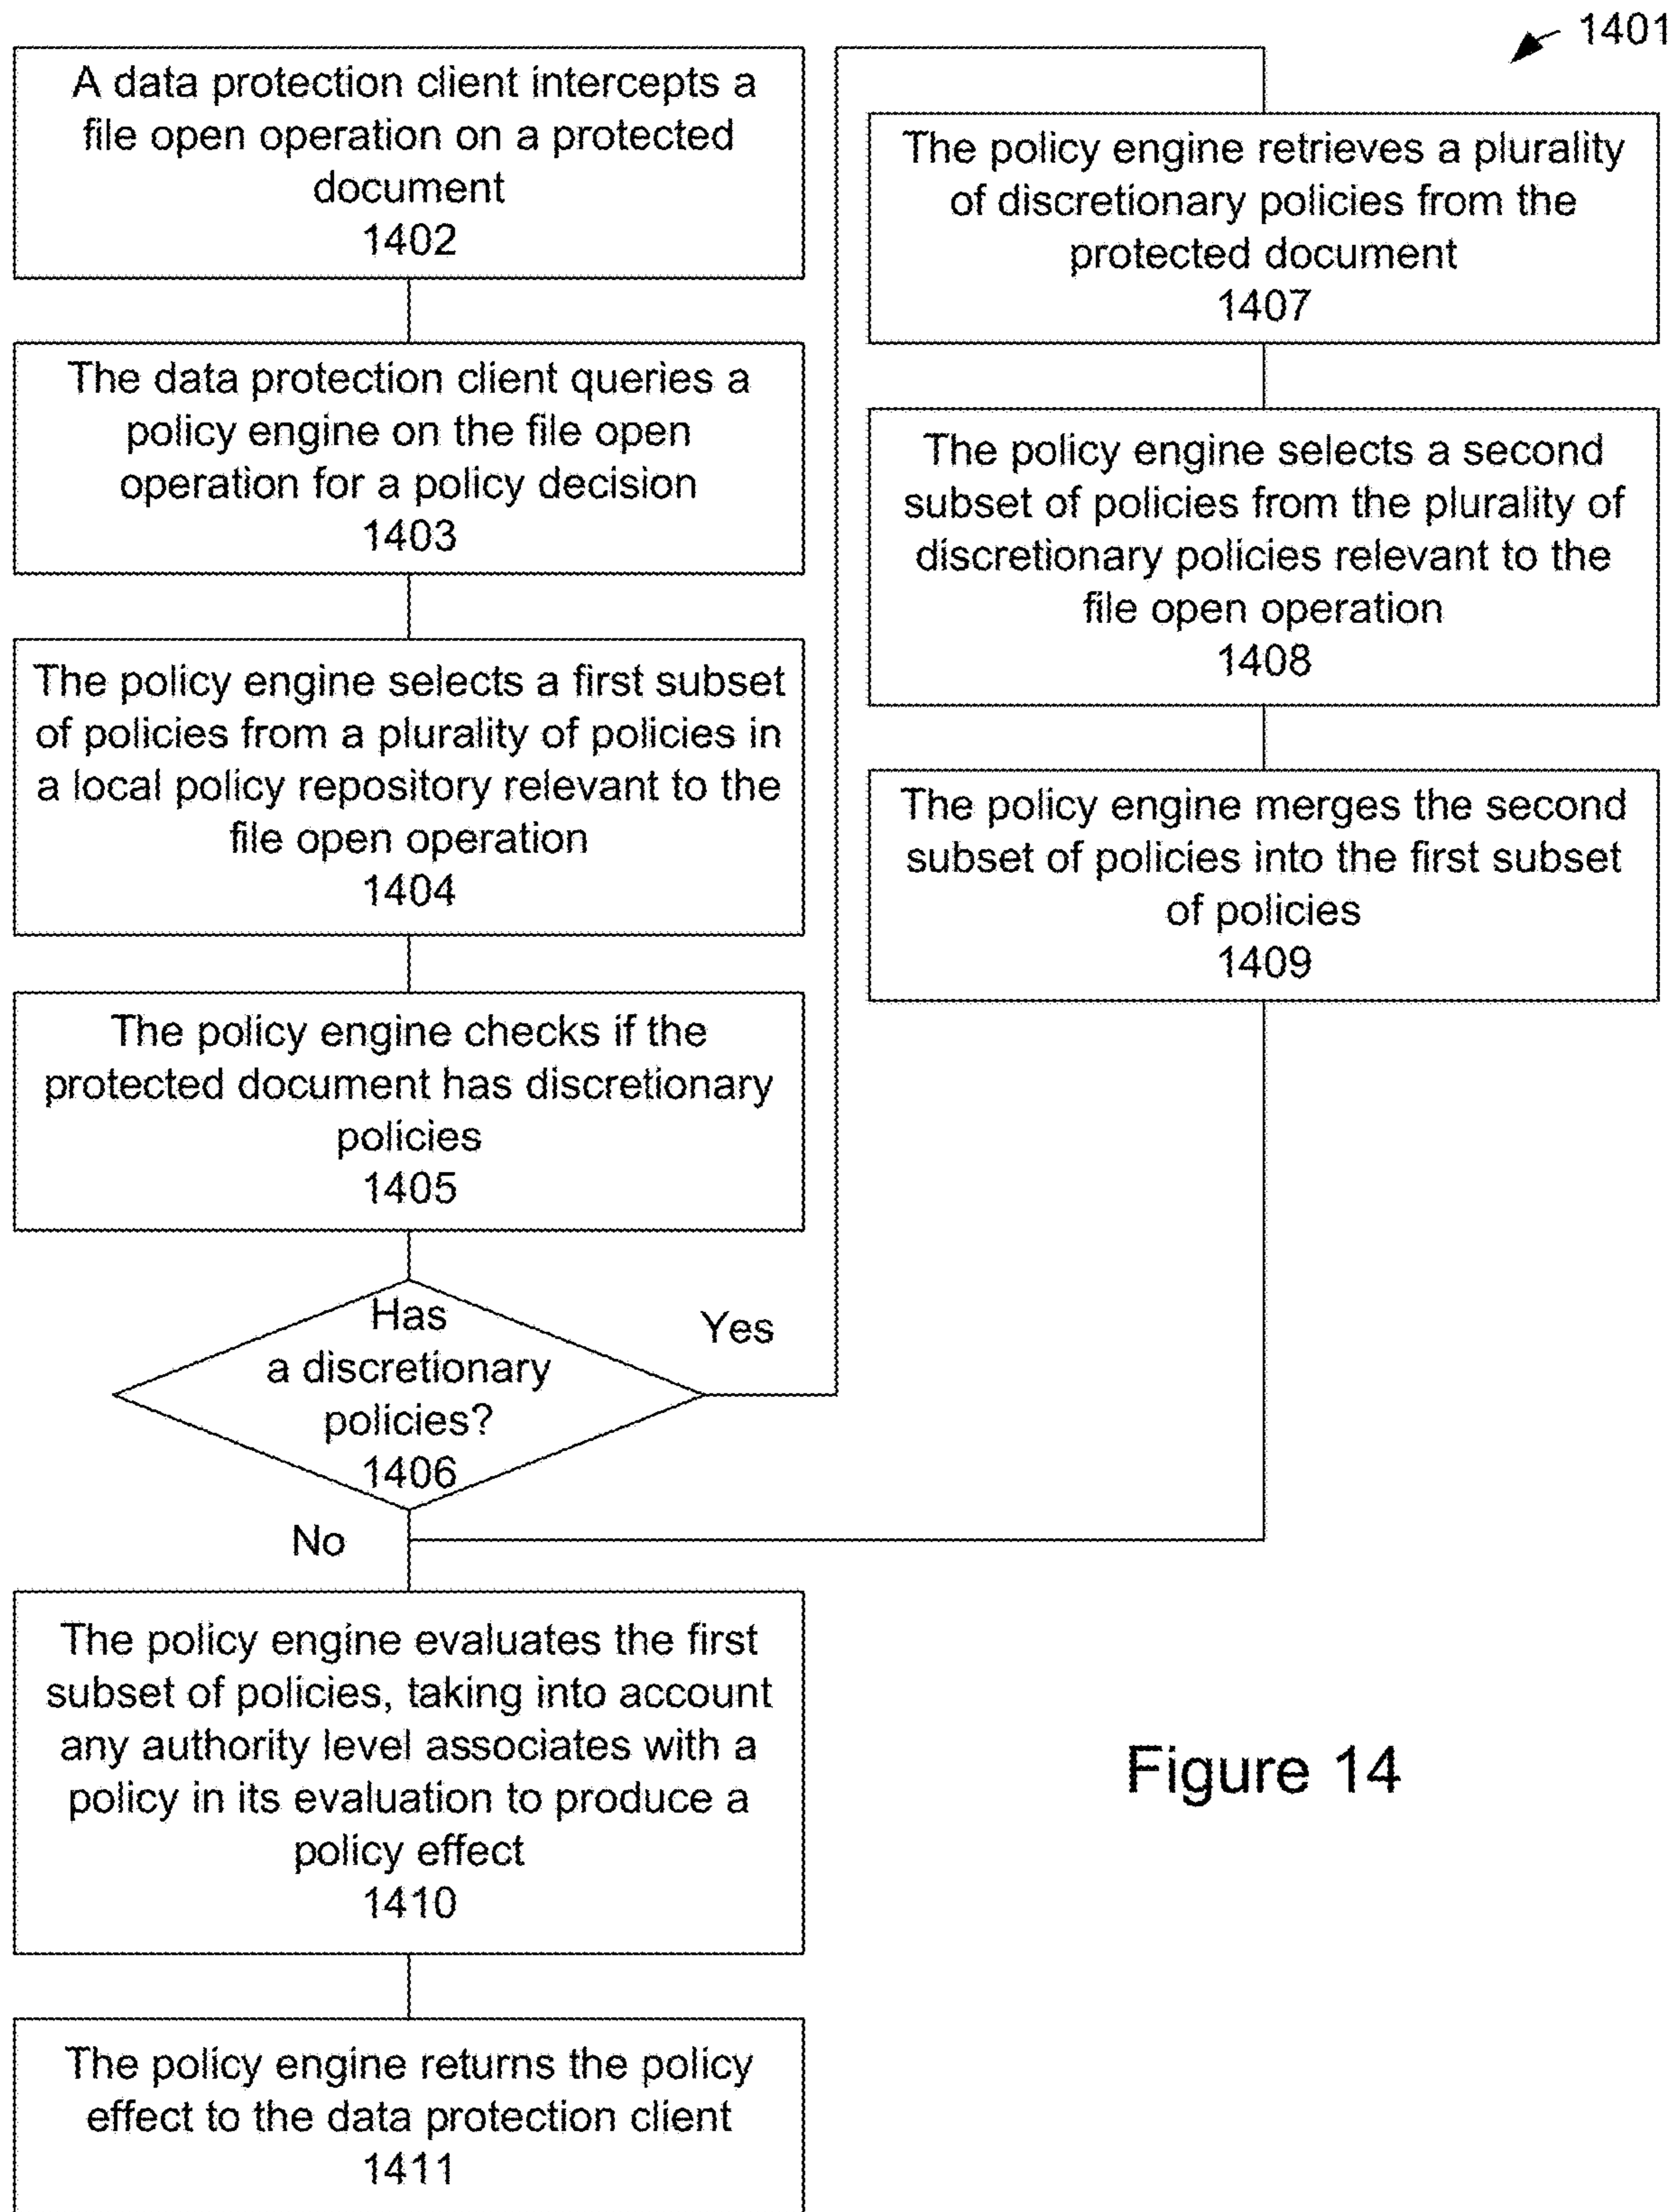 1401
A data protection client intercepts a
file open operation on a protected
document
1402
The data protection client queries a
policy engine on the file open
operation for a policy decision
1403
The policy engine selects a first subset
of policies from a plurality of policies in
a local policy repository relevant to the
file open operation
1404
The policy engine checks if the
protected document has discretionary
policies
1405
Has
a discretionary
policies?
1406
Yes
No
The policy engine retrieves a plurality
of discretionary policies from the
protected document
1407
The policy engine selects a second
subset of policies from the plurality of
discretionary policies relevant to the
file open operation
1408
The policy engine merges the second
subset of policies into the first subset
of policies
1409
The policy engine evaluates the first
subset of policies, taking into account
any authority level associates with a
policy in its evaluation to produce a
policy effect
1410
The policy engine returns the policy
effect to the data protection client
1411
Figure 14